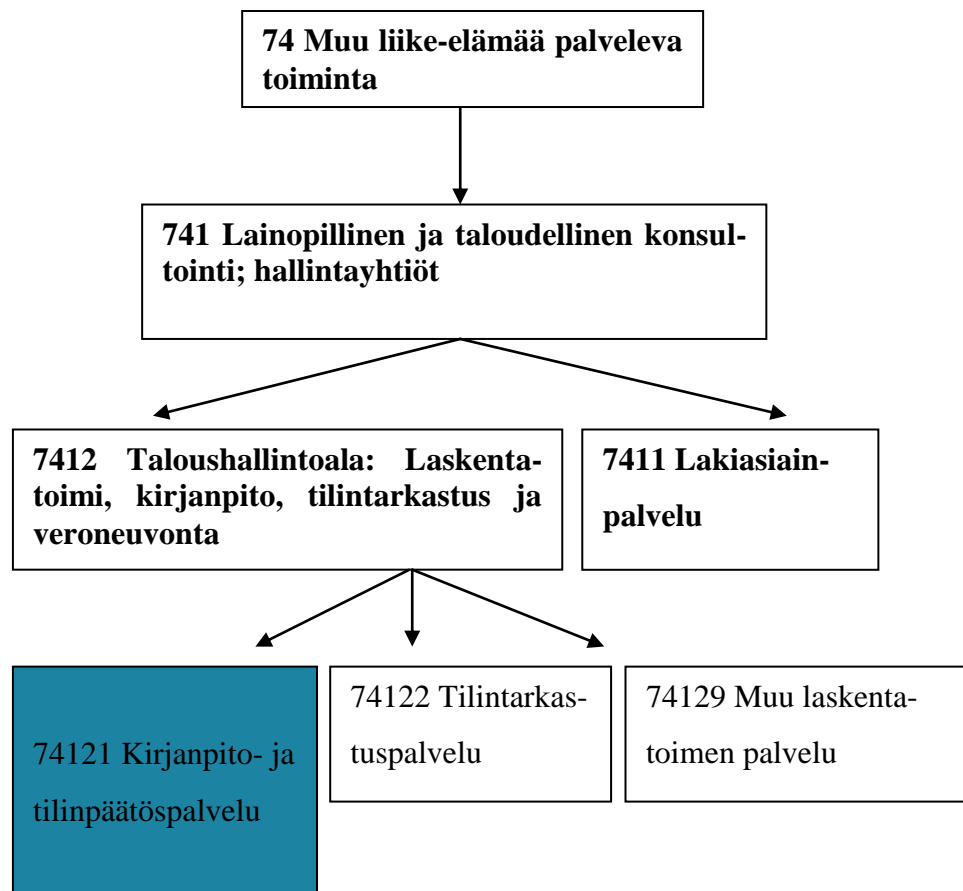 74 Muu liike-elämää palveleva
toiminta
741 Lainopillinen ja taloudellinen konsul-
tointi; hallintayhtiöt
7412 Taloushallintoala: Laskenta-
toimi, kirjanpito, tilintarkastus ja
veroneuvonta
7411 Lakiasiain-
palvelu
74121 Kirjanpito- ja
tilinpäätöspalvelu
74122 Tilintarkas-
tuspalvelu
74129 Muu laskenta-
toimen palvelu